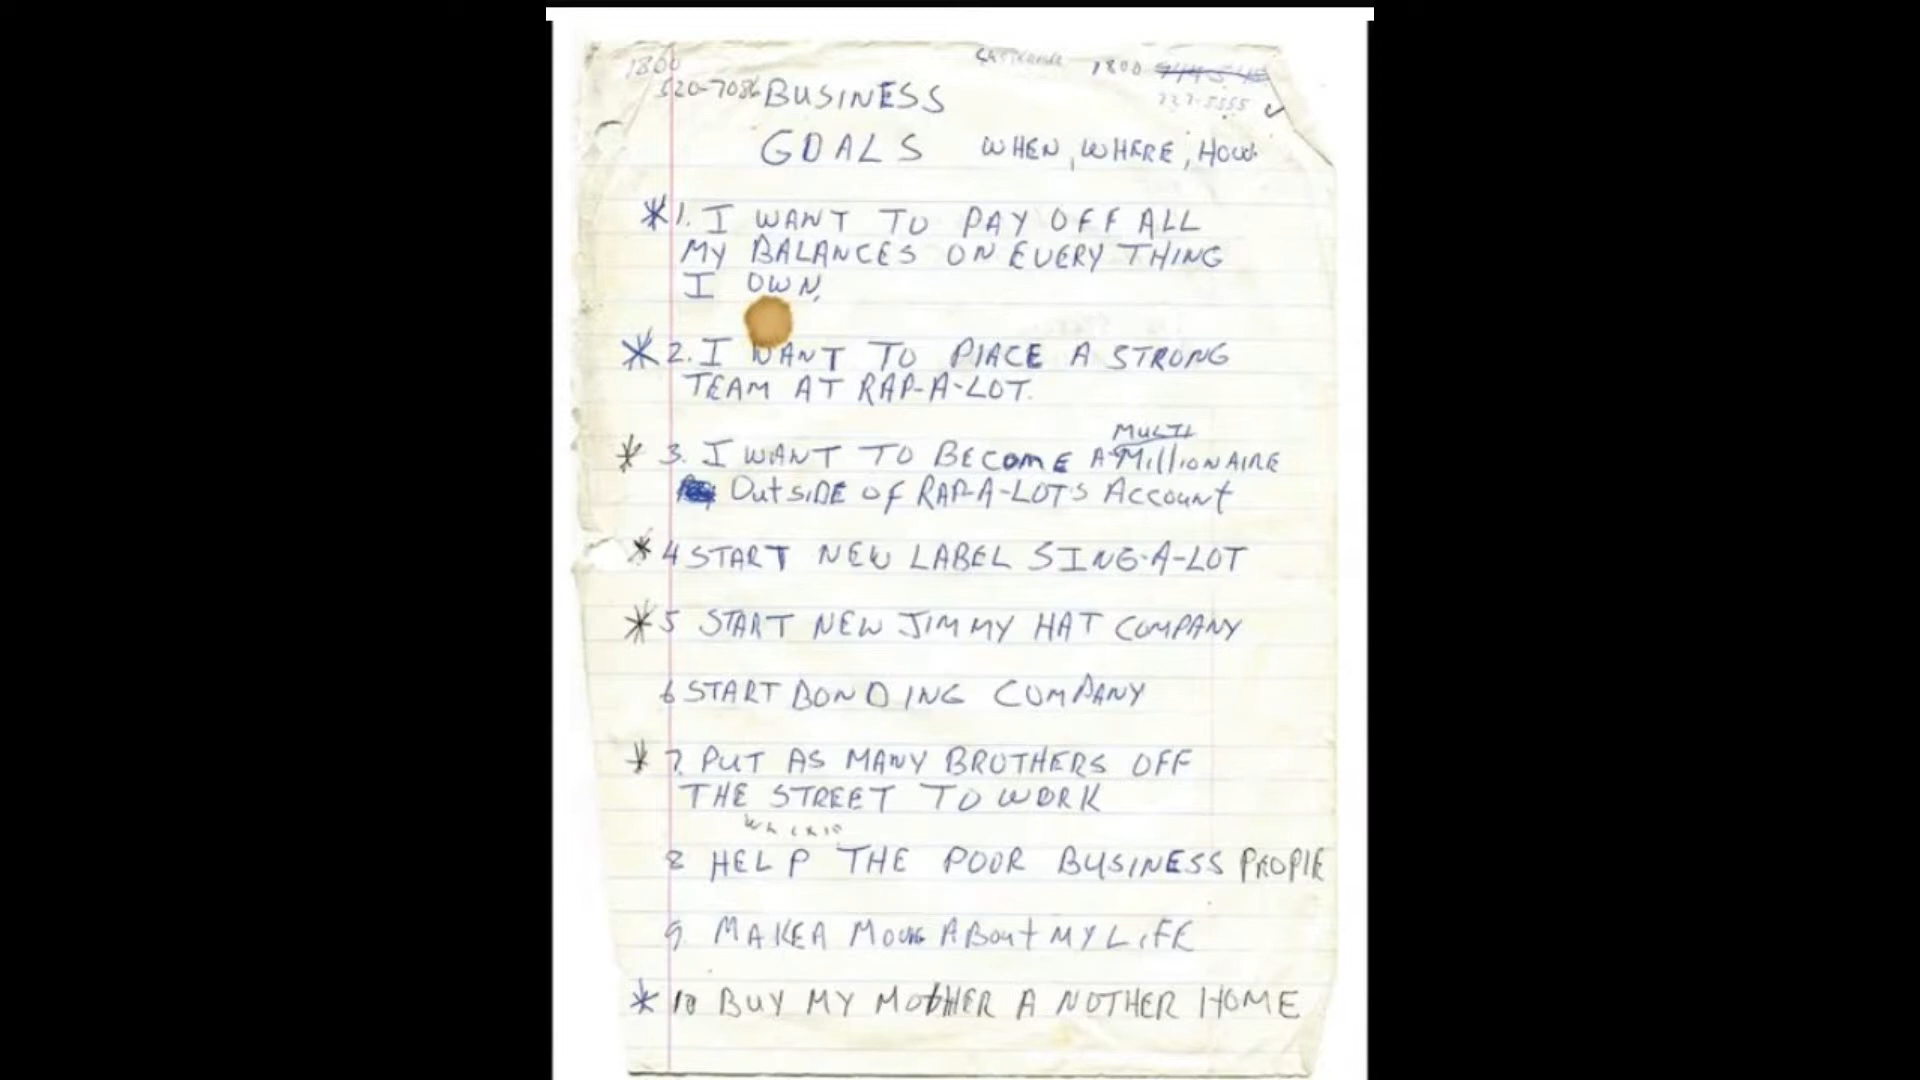 1800
520-7086
1800
737-5555
BUSINESS
GOALS WHEN, WHERE, HOW
* 1. I WANT TO PAY OFF ALL
MY BALANCES ON EVERY THING
I OWN.
* 2. I WANT TO PlACE A STRONG
TEAM AT RAP-A-LOT.
MULTI
* 3. I WANT TO BECOME A MillIONAIRE
OutSIDE Of RAP-A-LOT'S Account
* 4 START NEW LABEL SING-A-LOT
* 5 START NEW JIMMY HAT COMPANY
6 START BONDING COMPANY
* 7. PUT AS MANY BROTHERS OFF
THE STREET TO WORK
8 HELP THE POOR BUSINESS PEOPlE
9. MAKE A MOVIE ABOut MY LiFE
* 10 BUY MY MOTHER A NOTHER HOME